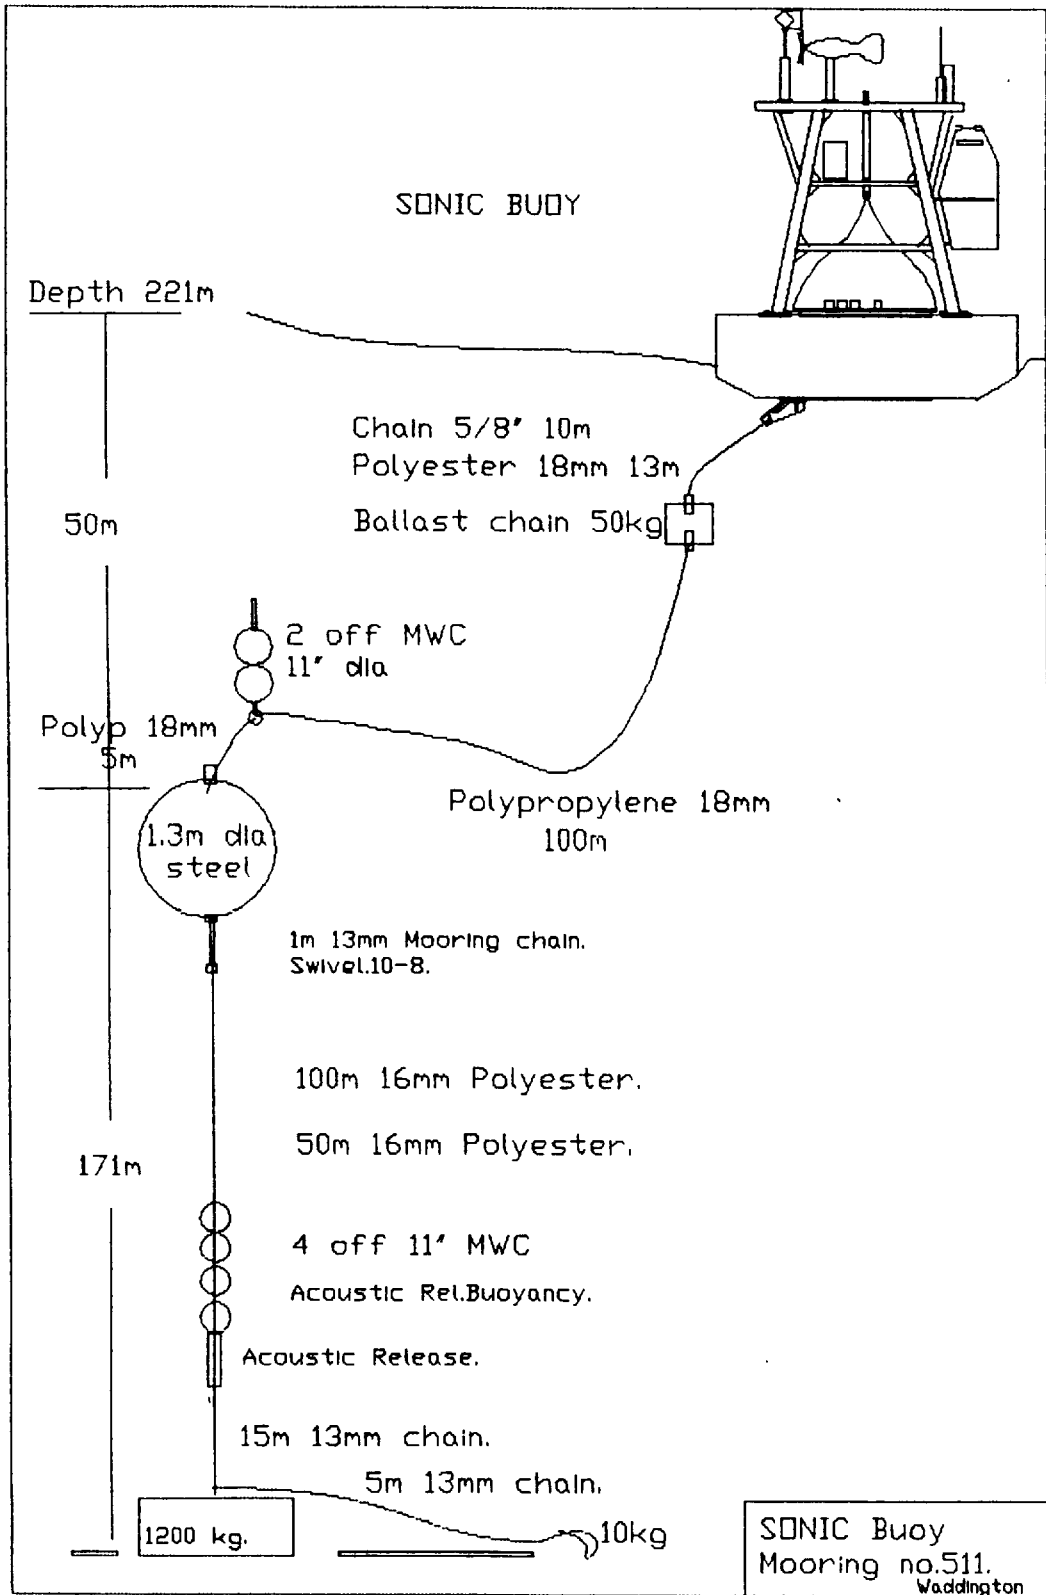 SONIC BUOY
Depth 221m
Chain 5/8" 10m
Polyester 18mm 13m
Ballast chain 50kg
50m
2 off MWC
11" dia
Polyp 18mm
5m
Polypropylene 18mm
100m
1.3m dia
steel
1m 13mm Mooring chain.
Swivel.10-8.
100m 16mm Polyester.
50m 16mm Polyester.
171m
4 off 11" MWC
Acoustic Rel.Buoyancy.
Acoustic Release.
15m 13mm chain.
5m 13mm chain.
1200 kg.
10kg
SONIC Buoy
Mooring no.511.
Waddington